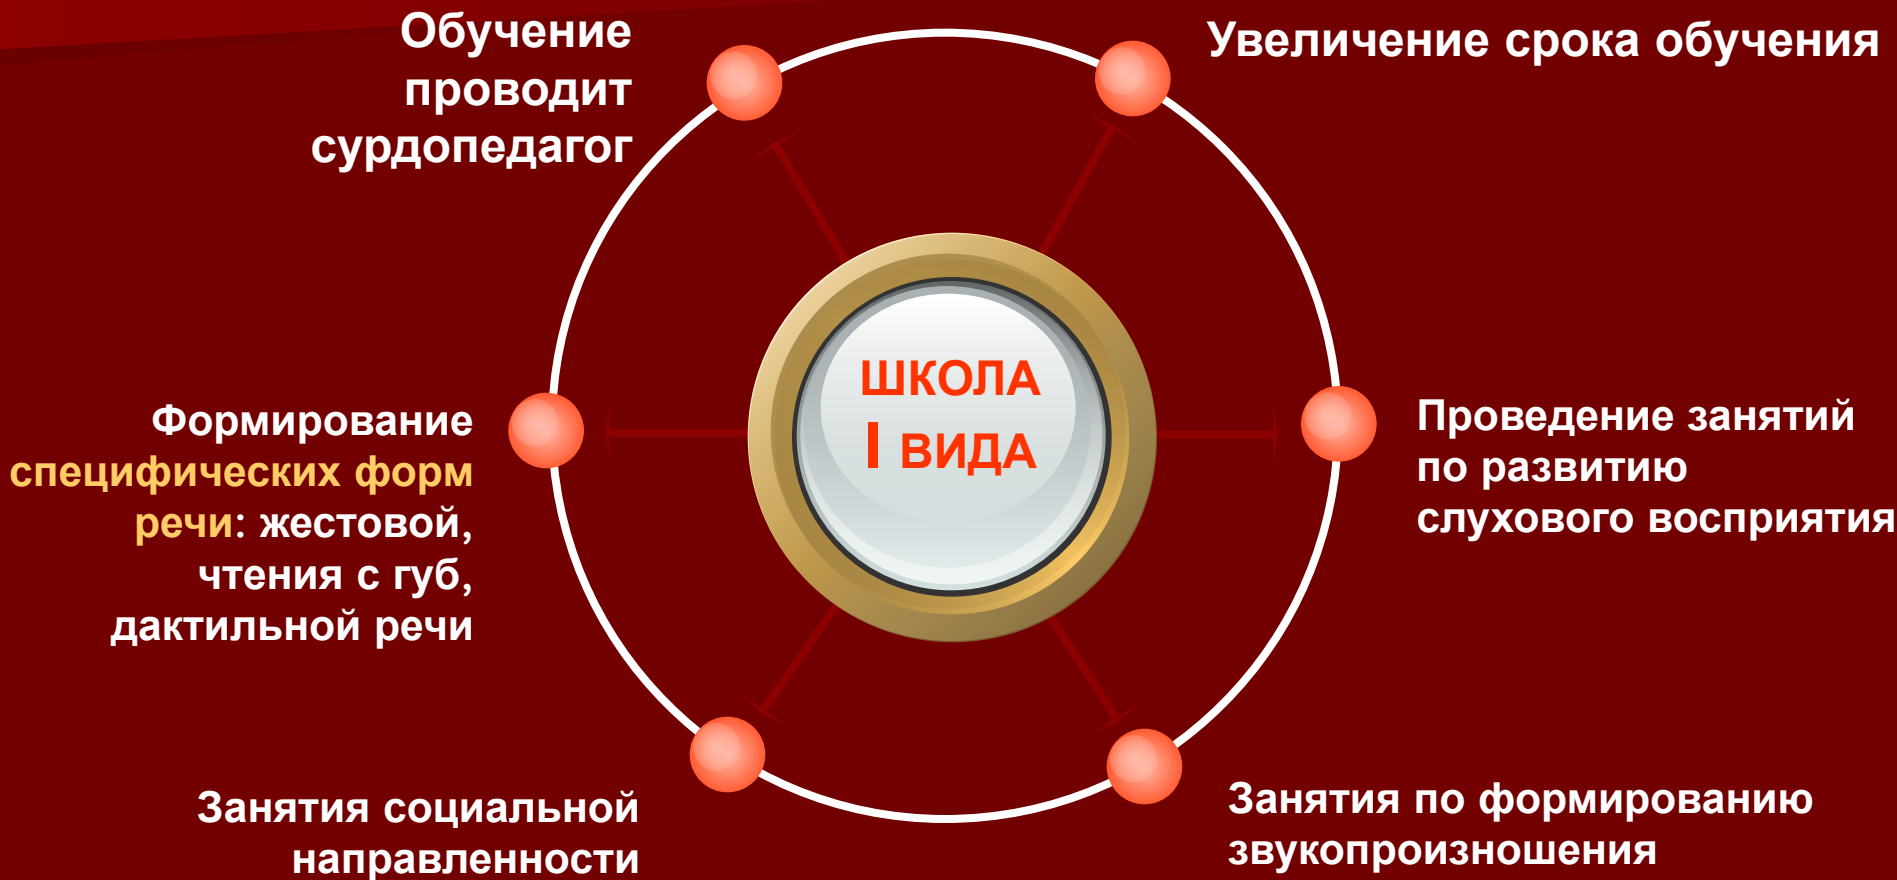 Обучение
проводит
сурдопедагог
Увеличение срока обучения
ШКОЛА
I ВИДА
Формирование
специфических форм
речи: жестовой,
чтения с губ,
дактильной речи
Проведение занятий
по развитию
слухового восприятия
Занятия социальной
направленности
Занятия по формированию
звукопроизношения